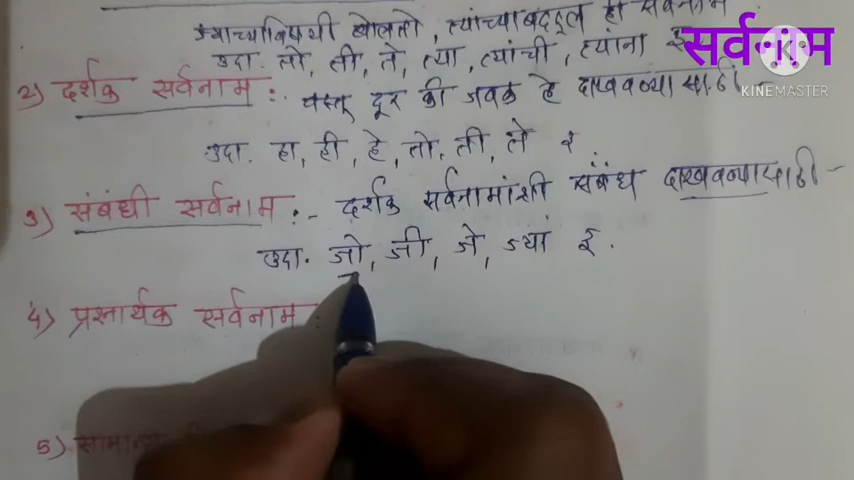 ज्याच्याविषयी बोलतो, त्यांच्याबद्दल हा सर्वनाम
उदा. तो, ती, ते, त्या, त्यांची, त्यांना इ
सर्वनाम
KINEMASTER
2) दर्शक सर्वनाम :- वस्तू दूर की जवळ हे दाखवण्यासाठी -
उदा. हा, ही, हे, तो, ती, ते इ.
3) संबंधी सर्वनाम :- दर्शक सर्वनामांशी संबंध दाखवण्यासाठी -
उदा. जो, जी, जे, ज्यां इ.
4) प्रश्नार्थक सर्वनाम :
5) सामान्य